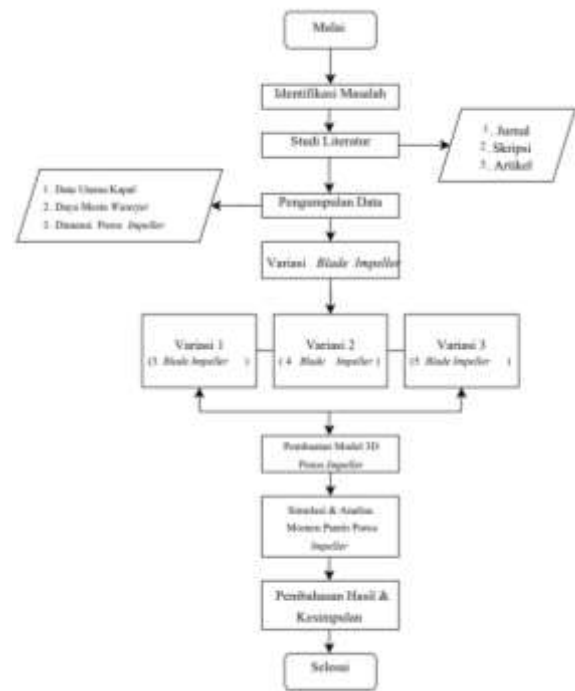 Mulai
Identifikasi Masalah
Studi Literatur
1. Jurnal
2. Skripsi
3. Artikel
Pengumpulan Data
1. Data Utama Kapal
2. Daya Mesin Waterjet
3. Dimensi Poros Impeller
Variasi Blade Impeller
Variasi 1
(3 Blade Impeller )
Variasi 2
( 4 Blade Impeller )
Variasi 3
(5 Blade Impeller )
Pembuatan Model 3D
Poros Impeller
Simulasi & Analisa
Momen Puntir Poros
Impeller
Pembahasan Hasil &
Kesimpulan
Selesai